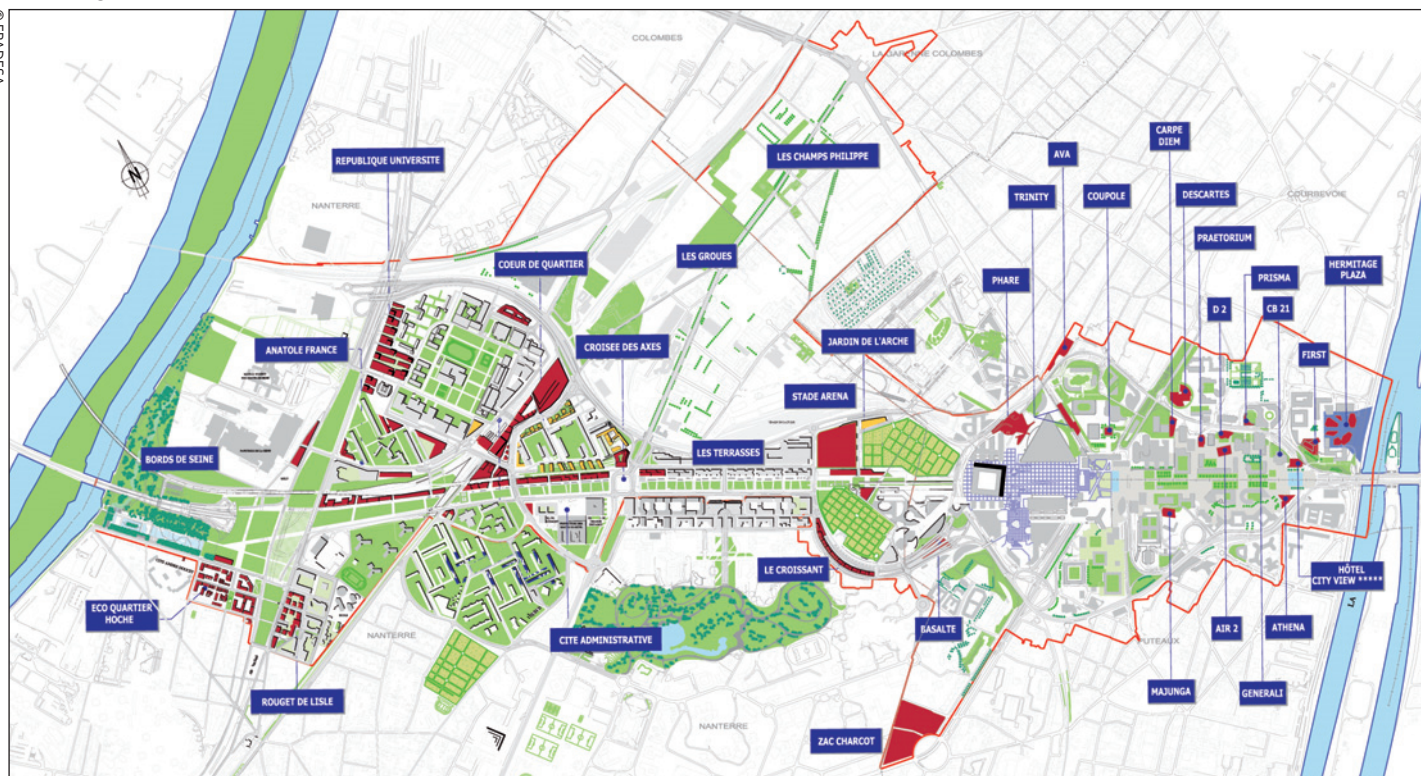 © EPADESA
COLOMBES
LA GARENNE COLOMBES
CARPE
DIEM
REPUBLIQUE UNIVERSITE
LES CHAMPS PHILIPPE
AVA
N
TRINITY
COUPOLE
DESCARTES
COURBEVOIE
NANTERRE
PRAETORIUM
COEUR DE QUARTIER
LES GROUES
PHARE
PRISMA
HERMITAGE
PLAZA
D 2
CB 21
ANATOLE FRANCE
CROISEE DES AXES
JARDIN DE L'ARCHE
FIRST
STADE ARENA
BORDS DE SEINE
LES TERRASSES
LE CROISSANT
HÔTEL
CITY VIEW *****
ECO QUARTIER
HOCHE
NANTERRE
CITE ADMINISTRATIVE
BASALTE
PUTEAUX
AIR 2
ATHENA
LA
ROUGET DE LISLE
MAJUNGA
GENERALI
NANTERRE
ZAC CHARCOT